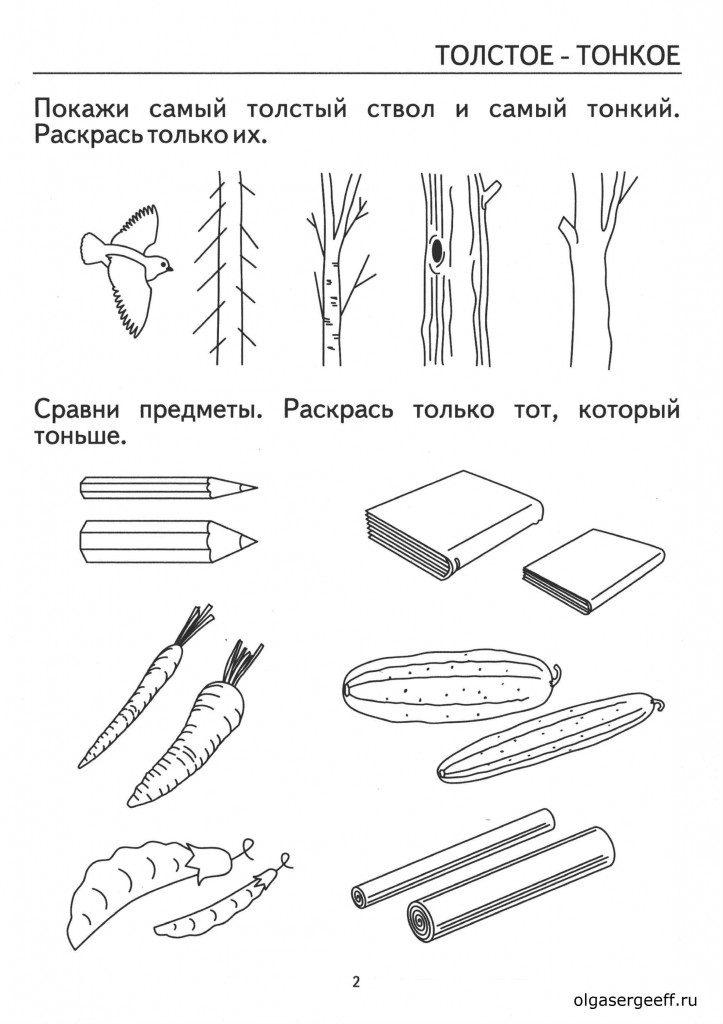 ТОЛСТОЕ - ТОНКОЕ
Покажи самый толстый ствол и самый тонкий.
Раскрась только их.
Сравни предметы. Раскрась только тот, который
тоньше.
2
olgasergeeff.ru